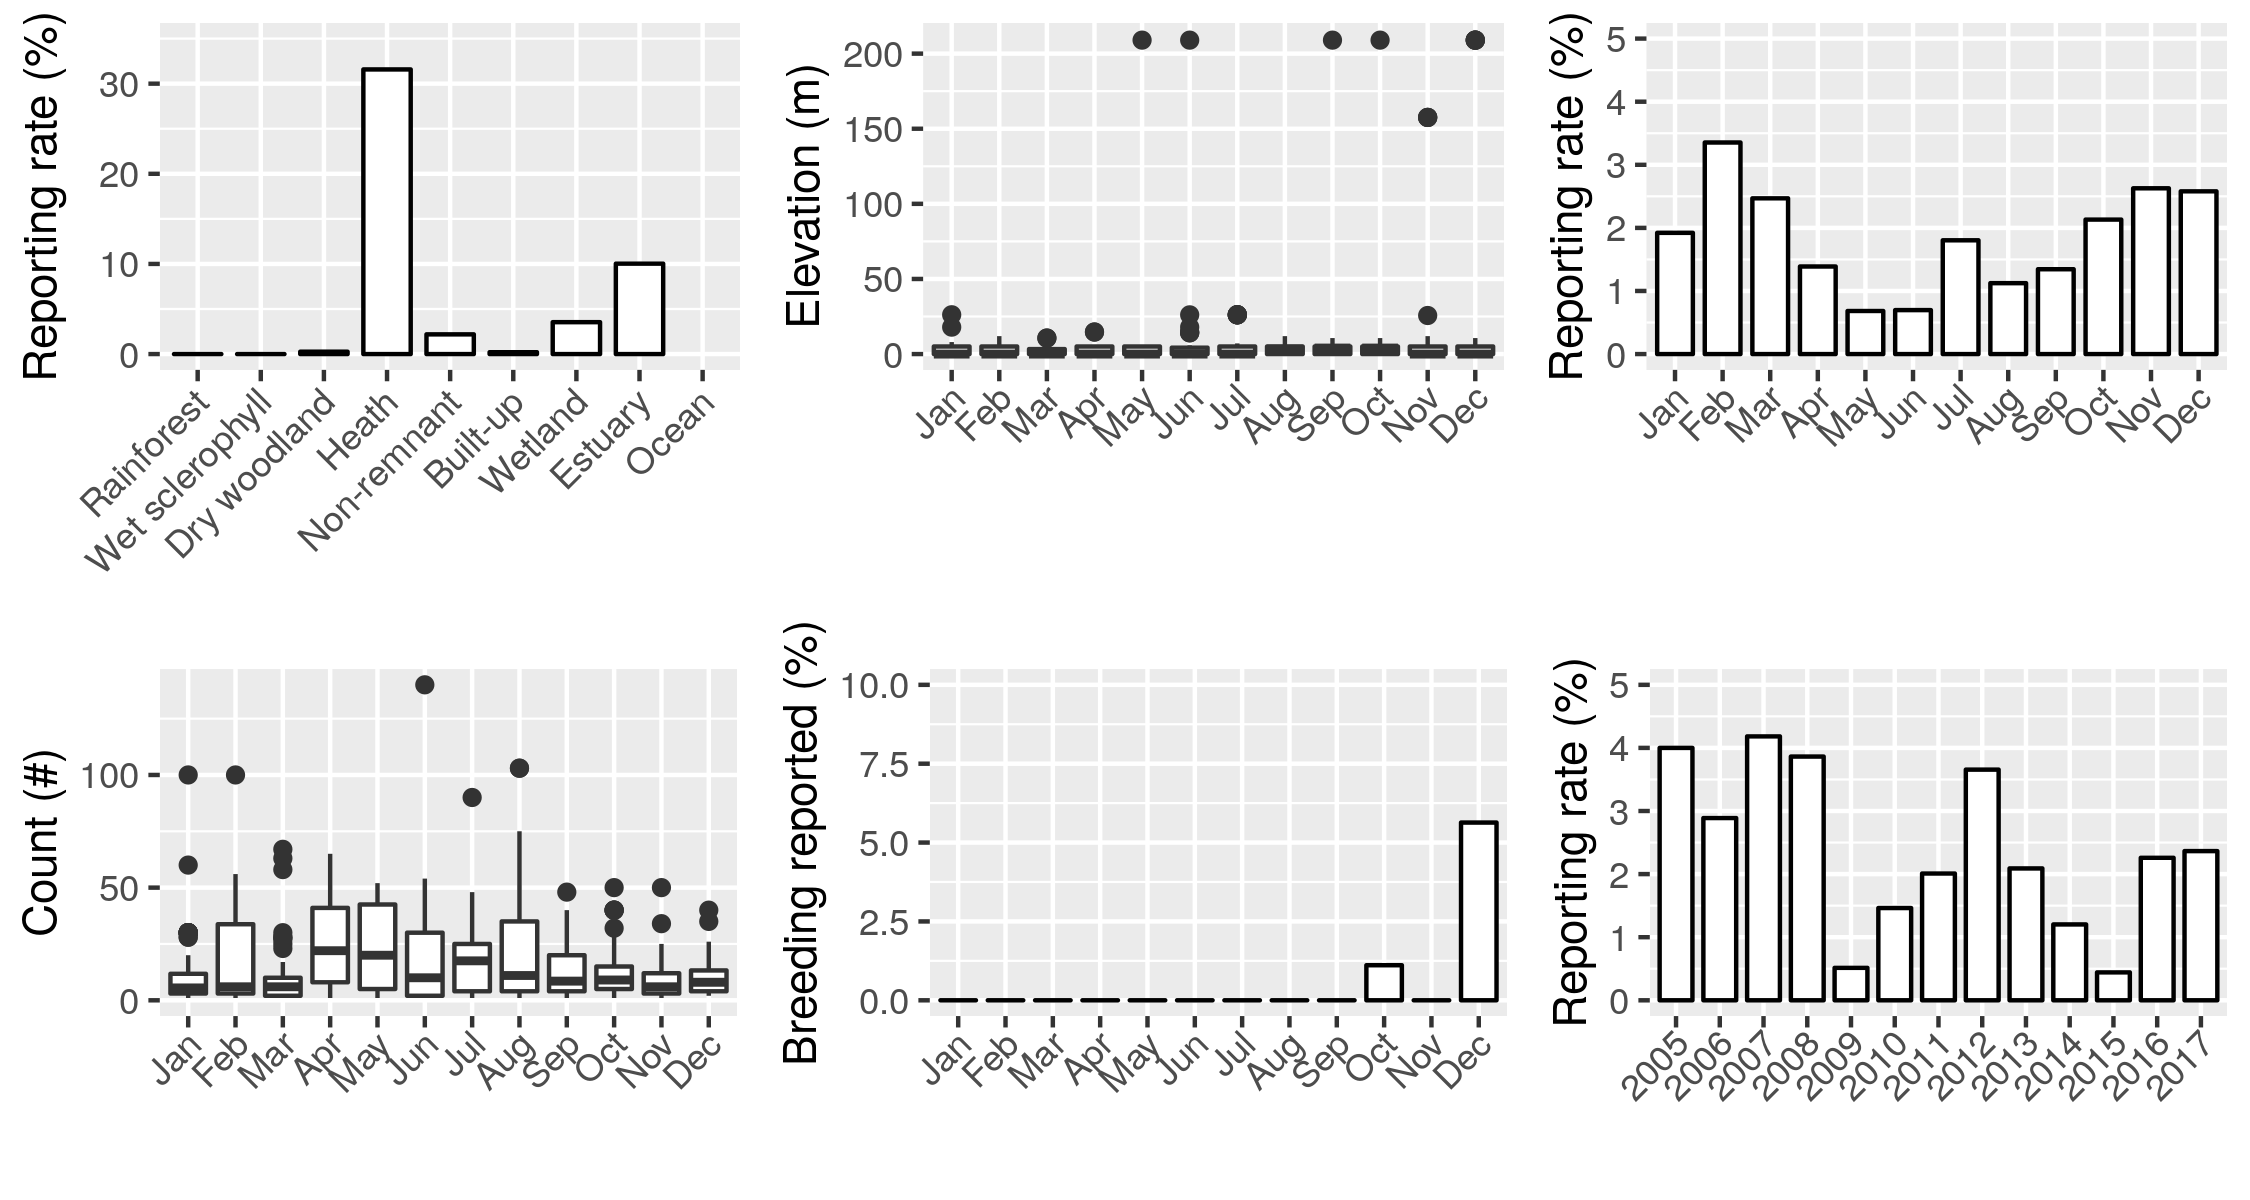 Reporting rate (%)
30
20
10
0
Rainforest
Wet sclerophyll
Dry woodland
Heath
Non-remnant
Built-up
Wetland
Estuary
Ocean
Elevation (m)
200
150
100
50
0
Jan
Feb
Mar
Apr
May
Jun
Jul
Aug
Sep
Oct
Nov
Dec
Reporting rate (%)
5
4
3
2
1
0
Jan
Feb
Mar
Apr
May
Jun
Jul
Aug
Sep
Oct
Nov
Dec
Count (#)
100
50
0
Jan
Feb
Mar
Apr
May
Jun
Jul
Aug
Sep
Oct
Nov
Dec
Breeding reported (%)
10.0
7.5
5.0
2.5
0.0
Jan
Feb
Mar
Apr
May
Jun
Jul
Aug
Sep
Oct
Nov
Dec
Reporting rate (%)
5
4
3
2
1
0
2005
2006
2007
2008
2009
2010
2011
2012
2013
2014
2015
2016
2017